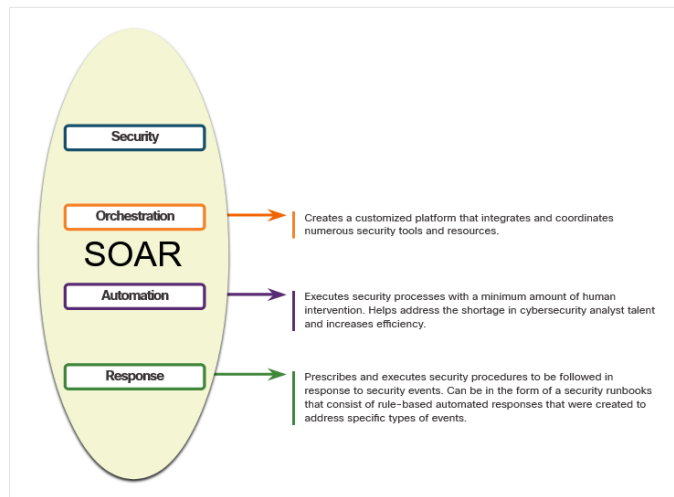 Security
Orchestration
Creates a customized platform that integrates and coordinates
numerous security tools and resources.
SOAR
Automation
Executes security processes with a minimum amount of human
intervention. Helps address the shortage in cybersecurity analyst talent
and increases efficiency.
Response
Prescribes and executes security procedures to be followed in
response to security events. Can be in the form of a security runbooks
that consist of rule-based automated responses that were created to
address specific types of events.